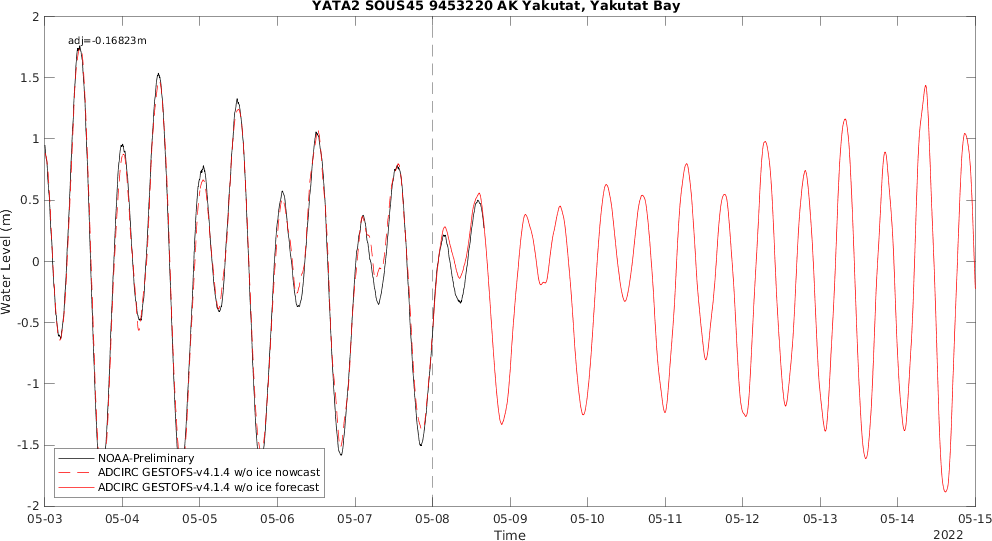 YATA2 SOUS45 9453220 AK Yakutat, Yakutat Bay
adj=-0.16823m
2
1.5
1
0.5
0
-0.5
-1
-1.5
-2
Water Level (m)
NOAA-Preliminary
ADCIRC GESTOFS-v4.1.4 w/o ice nowcast
ADCIRC GESTOFS-v4.1.4 w/o ice forecast
05-03 05-04 05-05 05-06 05-07 05-08 05-09 05-10 05-11 05-12 05-13 05-14 05-15
Time
2022